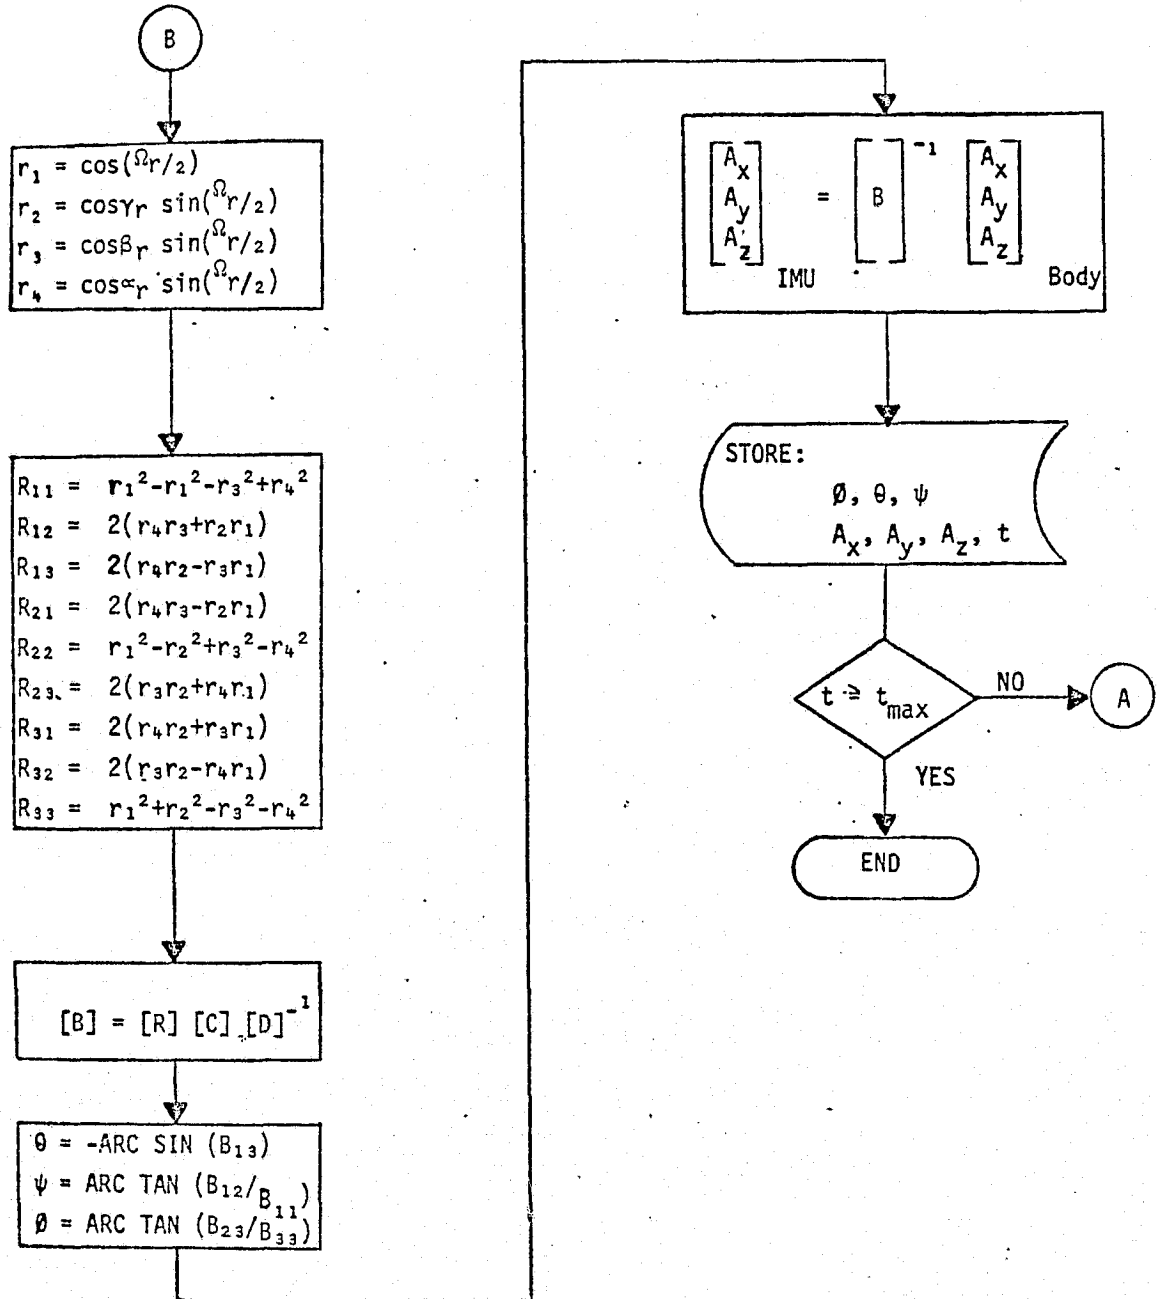 B
r₁ = cos(Ωr/2)
r₂ = cosγr sin(Ωr/2)
r₃ = cosβr sin(Ωr/2)
r₄ = cos∝r sin(Ωr/2)
R₁₁ = r₁²-r₁²-r₃²+r₄²
R₁₂ = 2(r₄r₃+r₂r₁)
R₁₃ = 2(r₄r₂-r₃r₁)
R₂₁ = 2(r₄r₃-r₂r₁)
R₂₂ = r₁²-r₂²+r₃²-r₄²
R₂₃ = 2(r₃r₂+r₄r₁)
R₃₁ = 2(r₄r₂+r₃r₁)
R₃₂ = 2(r₃r₂-r₄r₁)
R₃₃ = r₁²+r₂²-r₃²-r₄²
[B] = [R] [C] [D]⁻¹
θ = -ARC SIN (B₁₃)
ψ = ARC TAN (B₁₂/B₁₁)
Ø = ARC TAN (B₂₃/B₃₃)
[Ax Ay Az] IMU = [B]⁻¹ [Ax Ay Az] Body
STORE:
Ø, θ, ψ
Ax, Ay, Az, t
t ≥ tmax
NO
A
YES
END